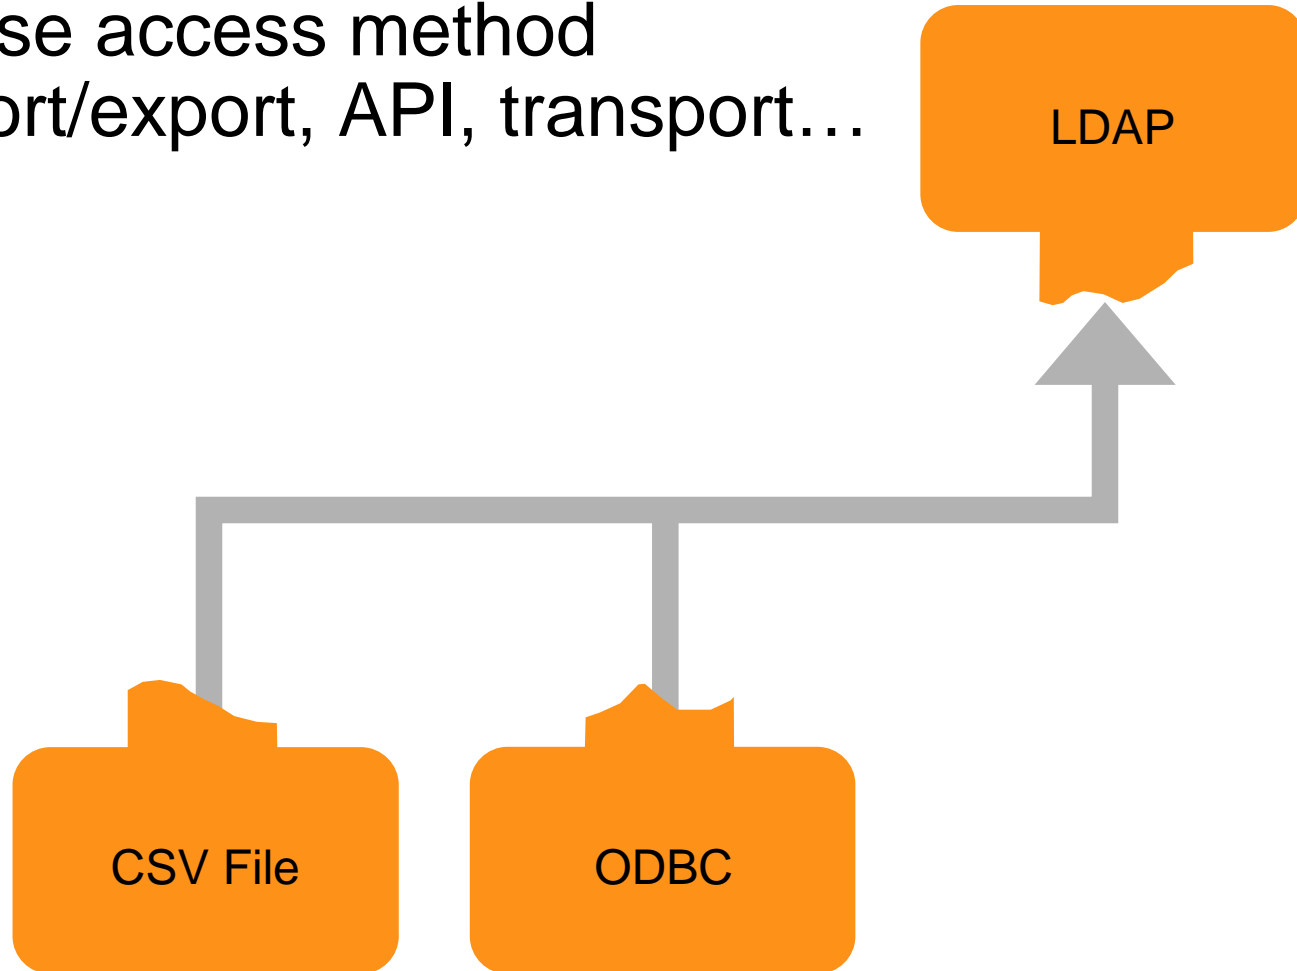 se access method
ort/export, API, transport…
LDAP
CSV File
ODBC